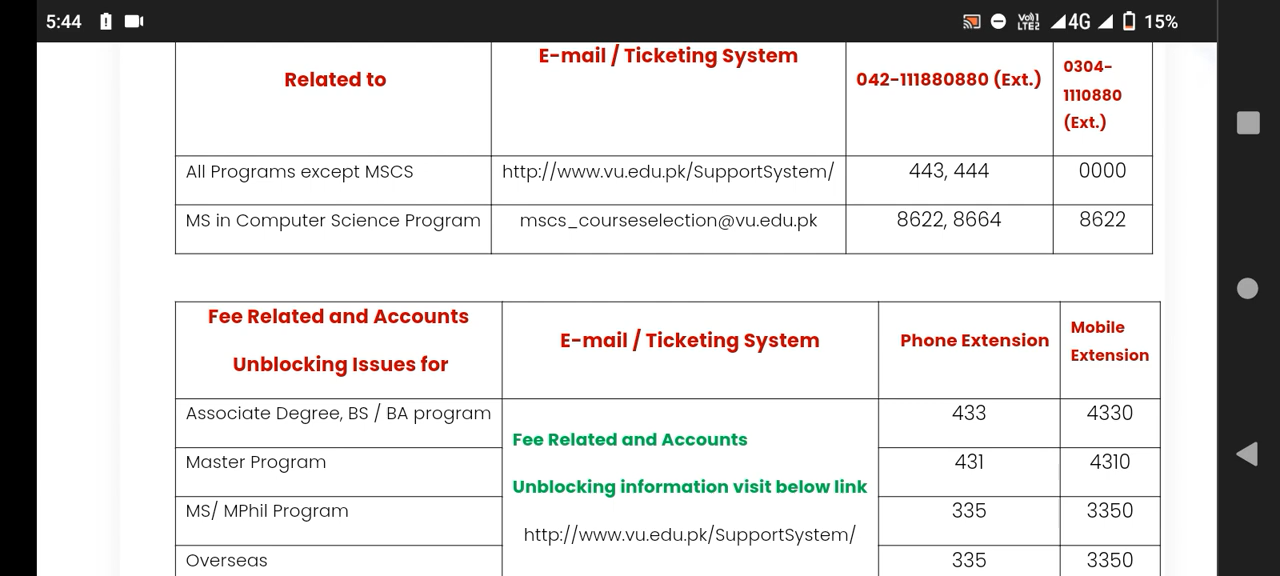 5:44
Vo)) 4G 15%
LTE2
E-mail / Ticketing System
Related to
042-111880880 (Ext.)
0304-
1110880
(Ext.)
All Programs except MSCS http://www.vu.edu.pk/SupportSystem/ 443, 444 0000
MS in Computer Science Program mscs_courseselection@vu.edu.pk 8622, 8664 8622
Fee Related and Accounts
Unblocking Issues for
E-mail / Ticketing System
Phone Extension
Mobile
Extension
Associate Degree, BS / BA program 433 4330
Fee Related and Accounts
Master Program 431 4310
Unblocking information visit below link
MS/ MPhil Program 335 3350
http://www.vu.edu.pk/SupportSystem/
Overseas 335 3350